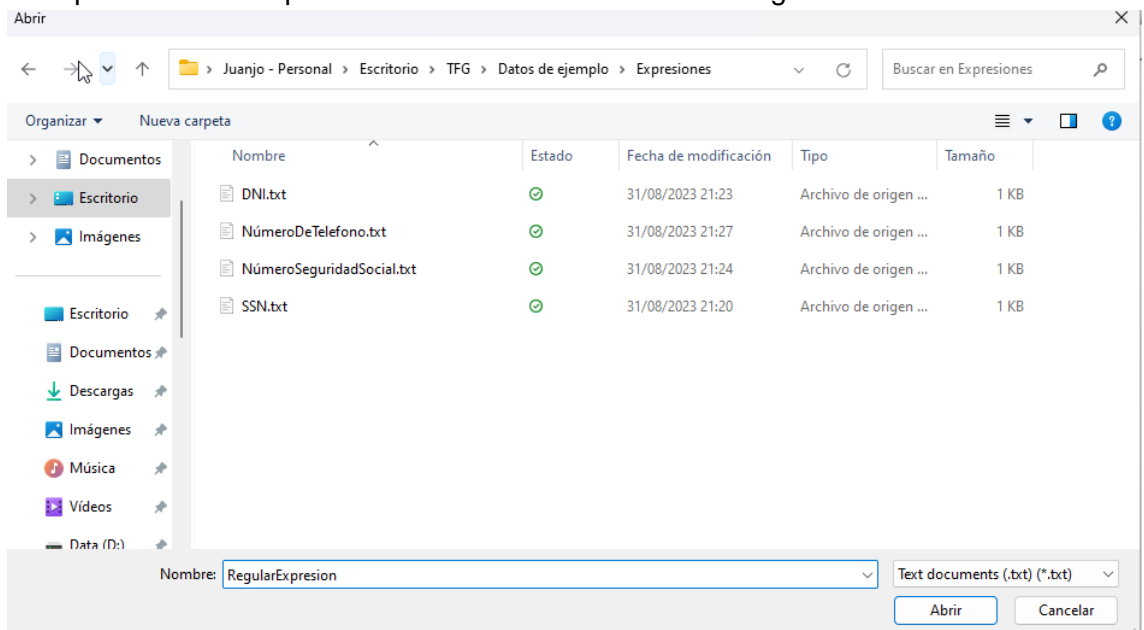 Abrir
Juanjo - Personal > Escritorio > TFG > Datos de ejemplo > Expresiones
Buscar en Expresiones
Organizar Nueva carpeta
Documentos
Escritorio
Imágenes
Escritorio
Documentos
Descargas
Imágenes
Música
Vídeos
Data (D:)
Nombre Estado Fecha de modificación Tipo Tamaño
DNI.txt 31/08/2023 21:23 Archivo de origen ... 1 KB
NúmeroDeTelefono.txt 31/08/2023 21:27 Archivo de origen ... 1 KB
NúmeroSeguridadSocial.txt 31/08/2023 21:24 Archivo de origen ... 1 KB
SSN.txt 31/08/2023 21:20 Archivo de origen ... 1 KB
Nombre: RegularExpresion
Text documents (.txt) (*.txt)
Abrir Cancelar